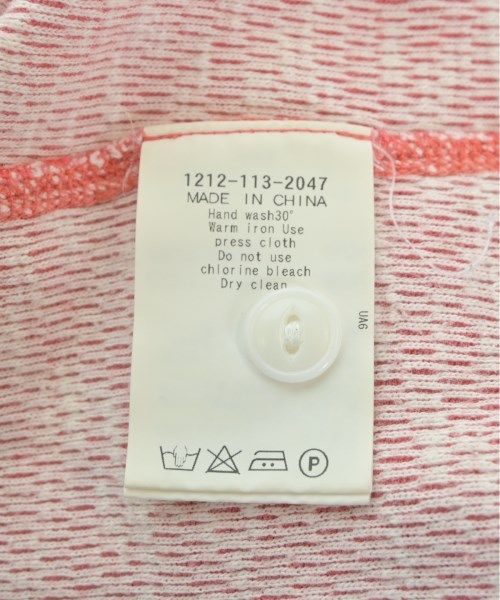 1212-113-2047
MADE IN CHINA
Hand wash30°
Warm iron Use
press cloth
Do not use
chlorine bleach
Dry clean
UA6
P